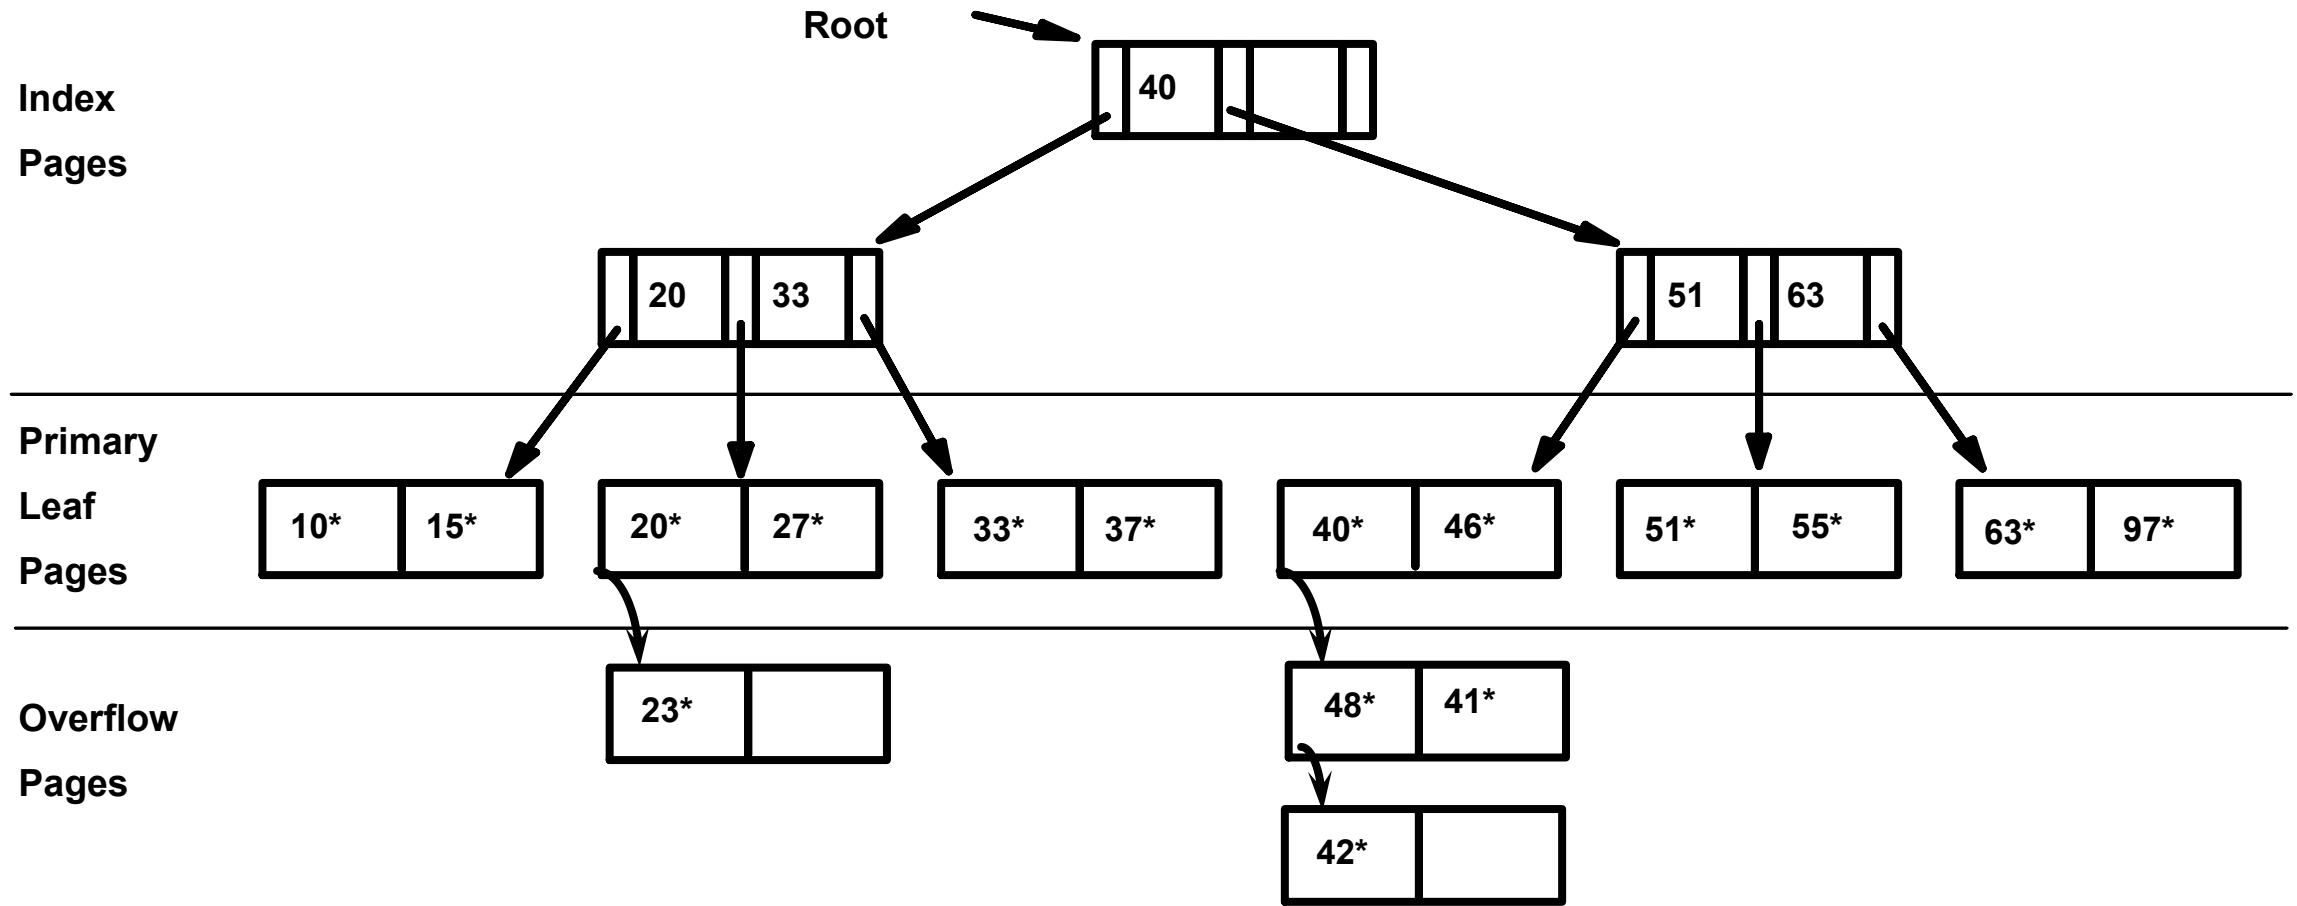 Root
40
Index
Pages
20 33 51 63
Primary
Leaf
Pages
10* 15* 20* 27* 33* 37* 40* 46* 51* 55* 63* 97*
Overflow
Pages
23* 48* 41*
42*